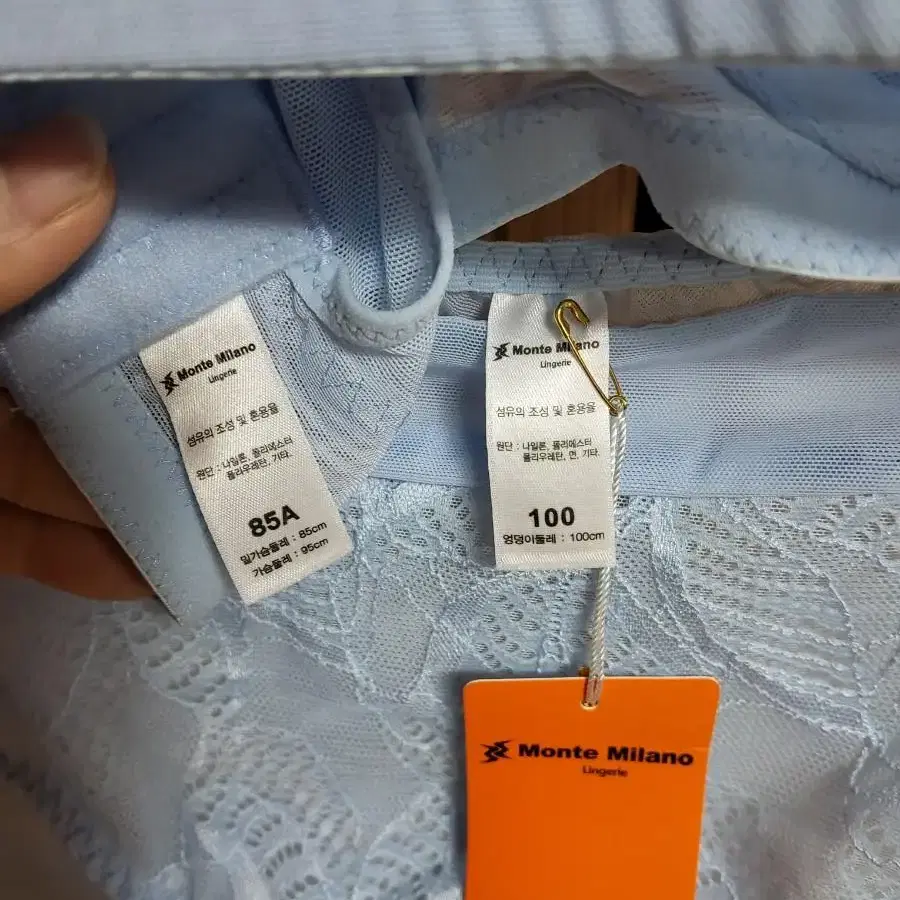 Monte Milano
Lingerie
섬유의 조성 및 혼용율
원단 : 나일론, 폴리에스터
폴리우레탄, 기타.
85A
밑가슴둘레 : 85cm
가슴둘레 : 95cm
Monte Milano
Lingerie
섬유의 조성 및 혼용율
원단 : 나일론, 폴리에스터
폴리우레탄, 면, 기타.
100
엉덩이둘레 : 100cm
Monte Milano
Lingerie